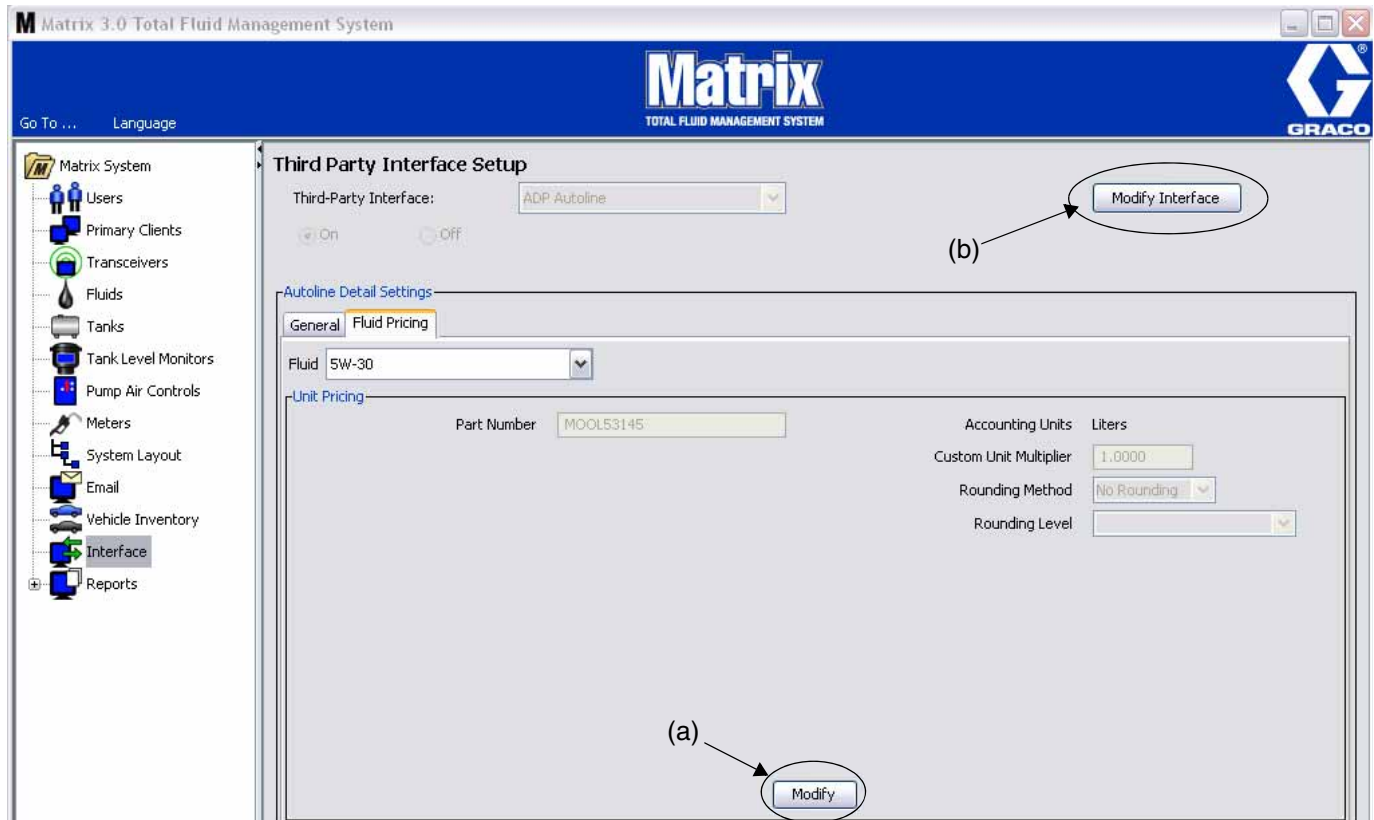 M Matrix 3.0 Total Fluid Management System
Matrix
TOTAL FLUID MANAGEMENT SYSTEM
GRACO
®
Go To ... Language
Matrix System
Users
Primary Clients
Transceivers
Fluids
Tanks
Tank Level Monitors
Pump Air Controls
Meters
System Layout
Email
Vehicle Inventory
Interface
Reports
Third Party Interface Setup
Third-Party Interface: ADP Autoline
Modify Interface
On Off
(b)
Autoline Detail Settings
General Fluid Pricing
Fluid 5W-30
Unit Pricing
Part Number MOOL53145
Accounting Units Liters
Custom Unit Multiplier 1.0000
Rounding Method No Rounding
Rounding Level
(a)
Modify